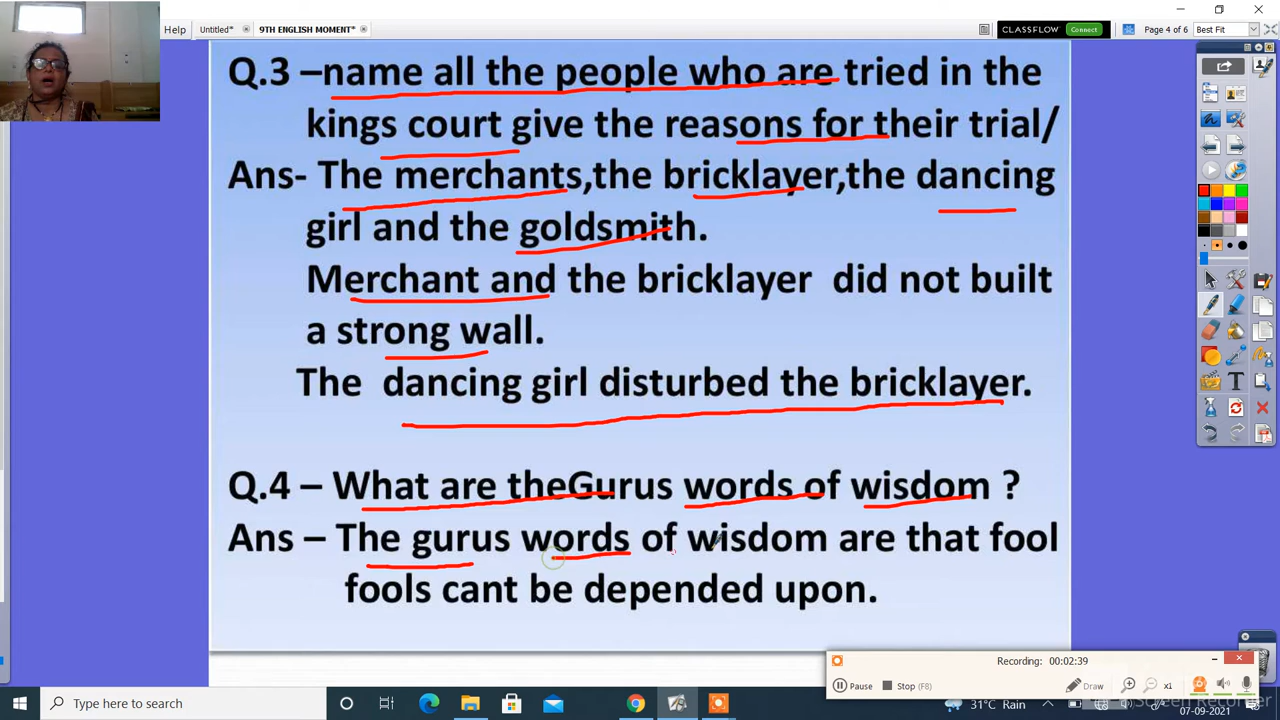 Help
Untitled*
9TH ENGLISH MOMENT*
CLASSFLOW
Connect
Page 4 of 6
Best Fit
Q.3 –name all the people who are tried in the
kings court give the reasons for their trial/
Ans- The merchants,the bricklayer,the dancing
girl and the goldsmith.
Merchant and the bricklayer did not built
a strong wall.
The dancing girl disturbed the bricklayer.
Q.4 – What are theGurus words of wisdom ?
Ans – The gurus words of wisdom are that fool
fools cant be depended upon.
Recording: 00:02:39
Pause
Stop (F8)
Draw
x1
Type here to search
31°C Rain
07-09-2021
Screen Recorder